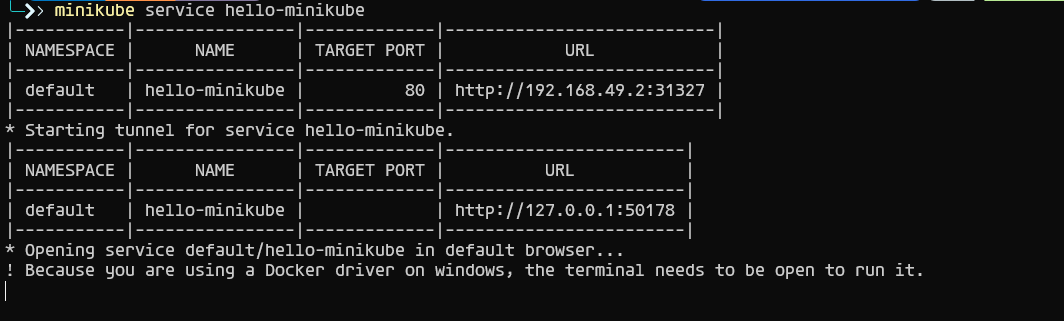 ❯❯ minikube service hello-minikube
|-----------|----------------|-------------|---------------------------|
| NAMESPACE |      NAME      | TARGET PORT |            URL            |
|-----------|----------------|-------------|---------------------------|
| default   | hello-minikube |          80 | http://192.168.49.2:31327 |
|-----------|----------------|-------------|---------------------------|
* Starting tunnel for service hello-minikube.
|-----------|----------------|-------------|------------------------|
| NAMESPACE |      NAME      | TARGET PORT |          URL           |
|-----------|----------------|-------------|------------------------|
| default   | hello-minikube |             | http://127.0.0.1:50178 |
|-----------|----------------|-------------|------------------------|
* Opening service default/hello-minikube in default browser...
! Because you are using a Docker driver on windows, the terminal needs to be open to run it.